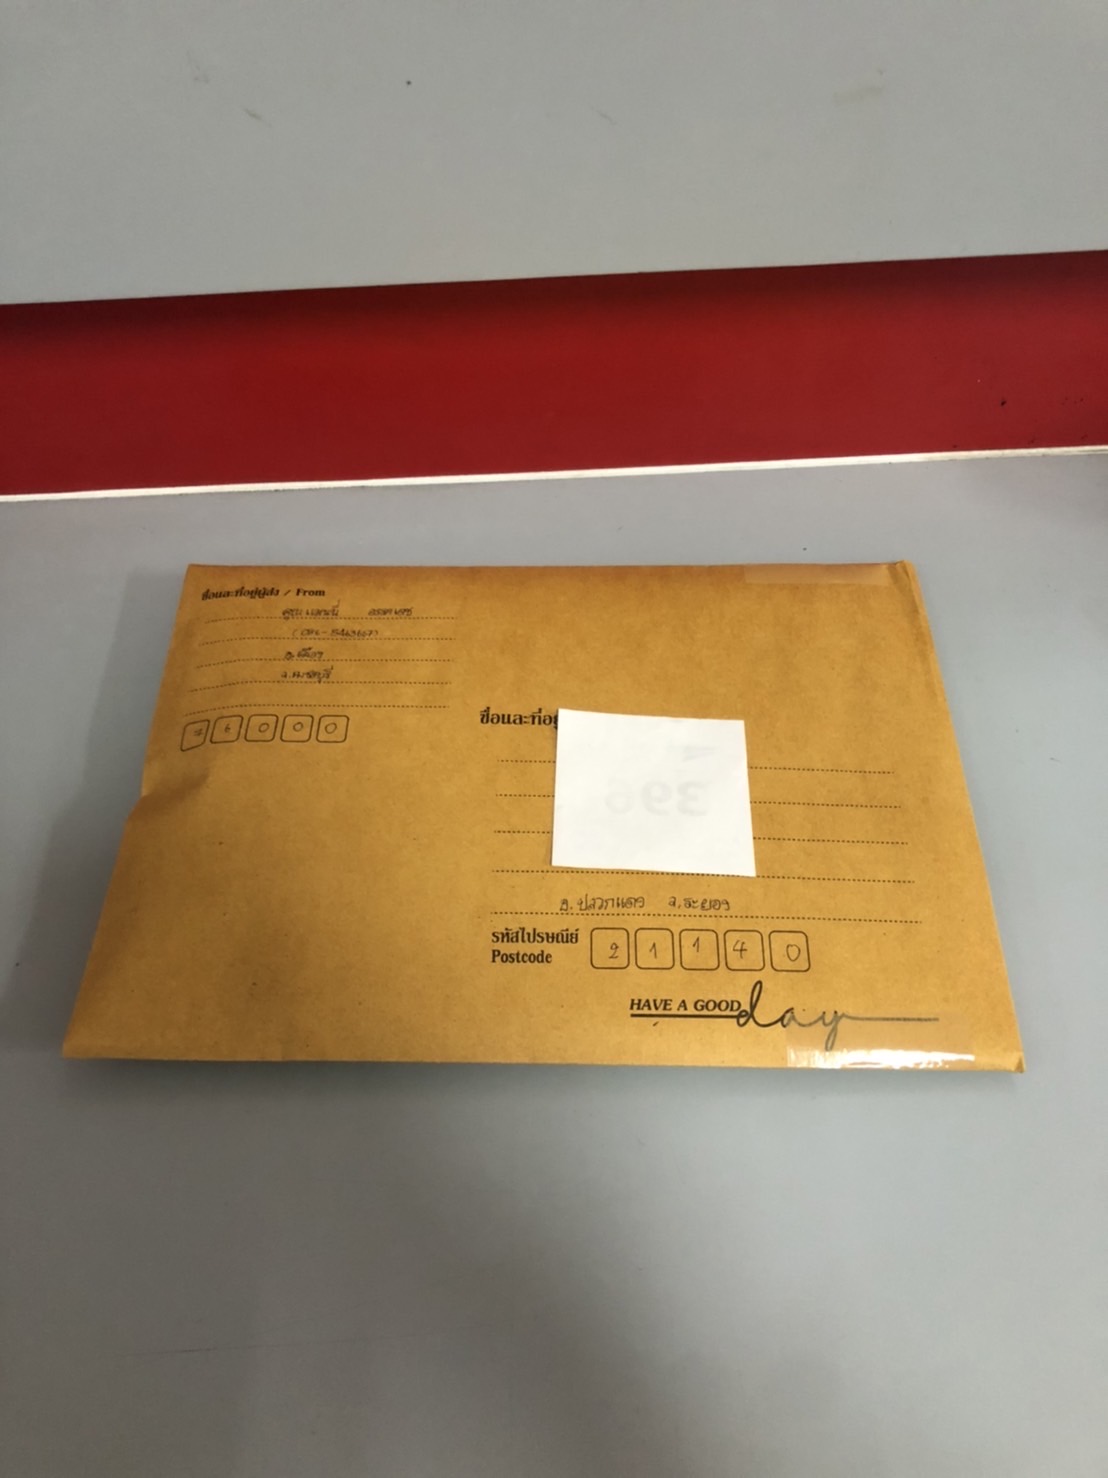 ชื่อและที่อยู่ผู้ส่ง / From
อ.เมือง
จ.เพชรบุรี
76000
ชื่อและที่อยู่
อ.ปลวกแดง จ.ระยอง
รหัสไปรษณีย์
Postcode 21140
HAVE A GOOD day